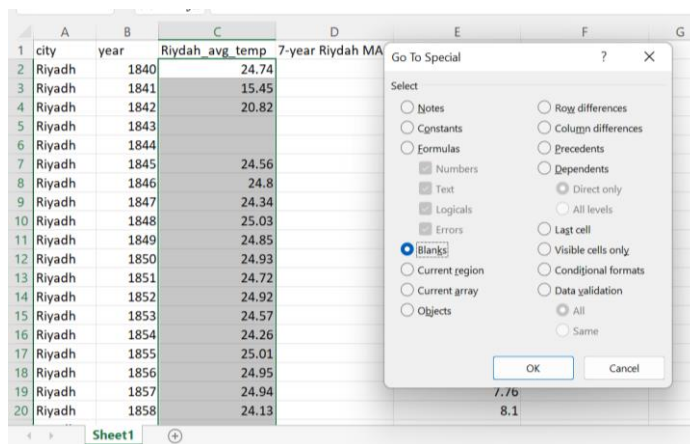 A B C D E F G
1 city year Riydah_avg_temp 7-year Riydah MA
2 Riyadh 1840 24.74
3 Riyadh 1841 15.45
4 Riyadh 1842 20.82
5 Riyadh 1843
6 Riyadh 1844
7 Riyadh 1845 24.56
8 Riyadh 1846 24.8
9 Riyadh 1847 24.34
10 Riyadh 1848 25.03
11 Riyadh 1849 24.85
12 Riyadh 1850 24.93
13 Riyadh 1851 24.72
14 Riyadh 1852 24.92
15 Riyadh 1853 24.57
16 Riyadh 1854 24.26
17 Riyadh 1855 25.01
18 Riyadh 1856 24.95
19 Riyadh 1857 24.94 7.76
20 Riyadh 1858 24.13 8.1
Sheet1
Go To Special ? X
Select
Notes
Constants
Formulas
Numbers
Text
Logicals
Errors
Blanks
Current region
Current array
Objects
Row differences
Column differences
Precedents
Dependents
Direct only
All levels
Last cell
Visible cells only
Conditional formats
Data validation
All
Same
OK Cancel